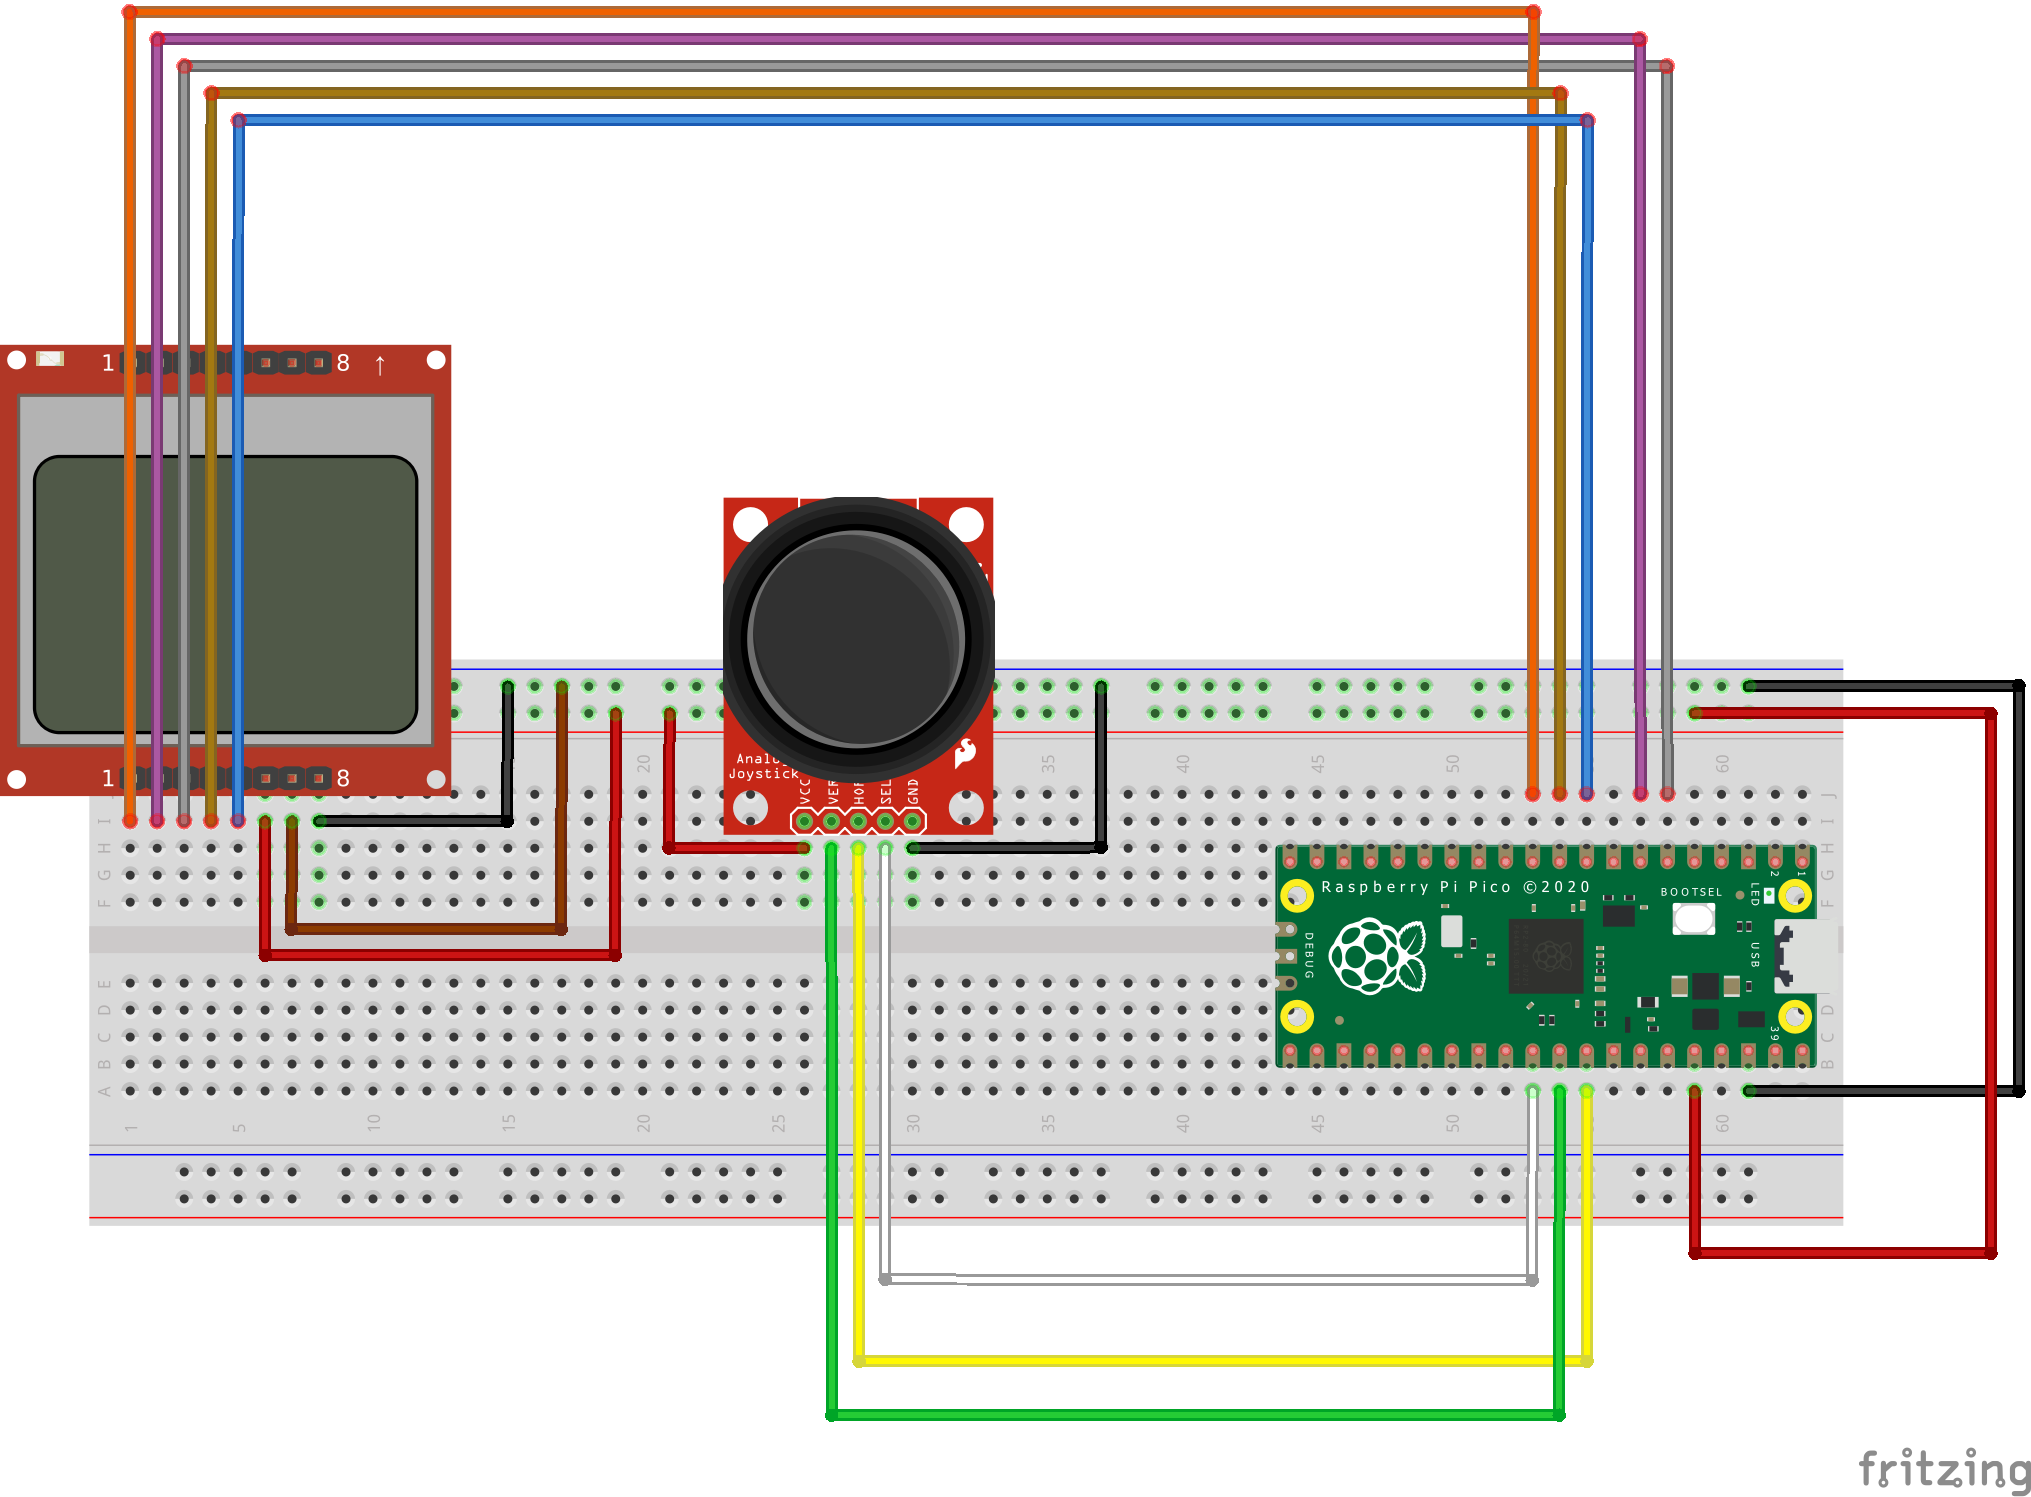 1 8 ↑
1 8
Analog
Joystick
VCC
VER
HOR
SEL
GND
20 35 40 45 50 60
J
I
H
G
F
E
D
C
B
A
Raspberry Pi Pico ©2020
BOOTSEL
LED
USB
DEBUG
2
1
39
1 5 10 15 20 25 30 35 40 45 50 60
fritzing